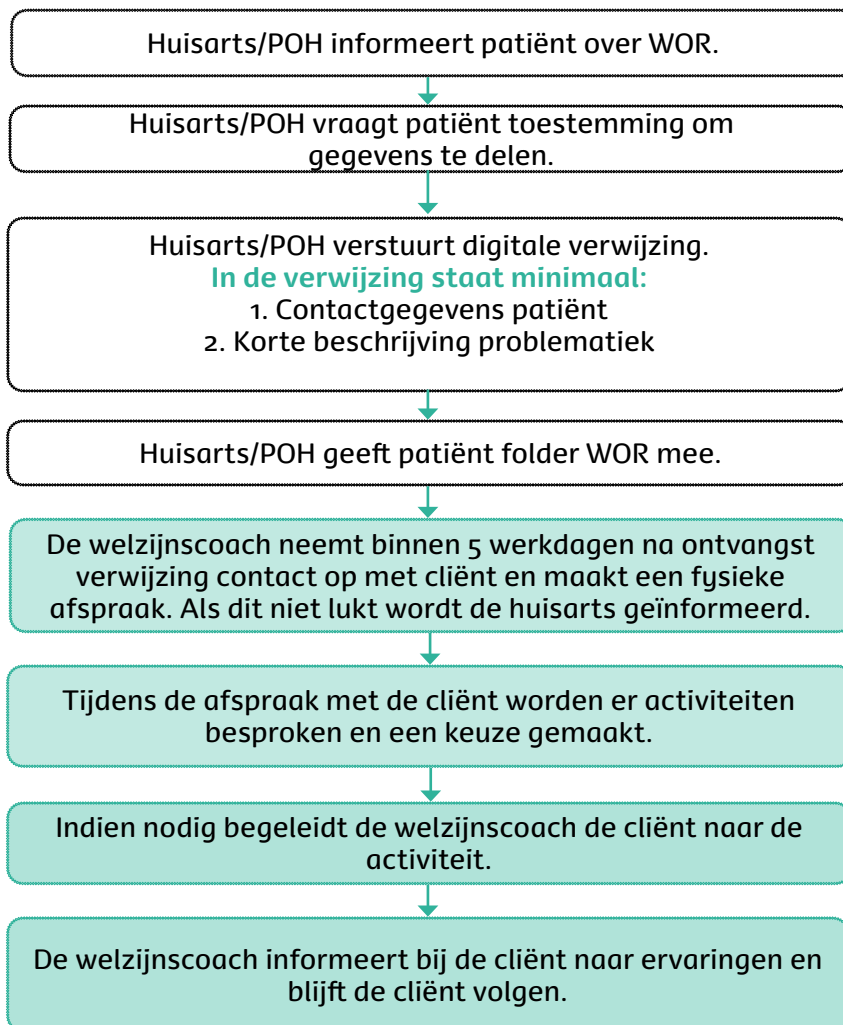 Huisarts/POH informeert patiënt over WOR.
Huisarts/POH vraagt patiënt toestemming om
gegevens te delen.
Huisarts/POH verstuurt digitale verwijzing.
In de verwijzing staat minimaal:
1. Contactgegevens patiënt
2. Korte beschrijving problematiek
Huisarts/POH geeft patiënt folder WOR mee.
De welzijnscoach neemt binnen 5 werkdagen na ontvangst
verwijzing contact op met cliënt en maakt een fysieke
afspraak. Als dit niet lukt wordt de huisarts geïnformeerd.
Tijdens de afspraak met de cliënt worden er activiteiten
besproken en een keuze gemaakt.
Indien nodig begeleidt de welzijnscoach de cliënt naar de
activiteit.
De welzijnscoach informeert bij de cliënt naar ervaringen en
blijft de cliënt volgen.